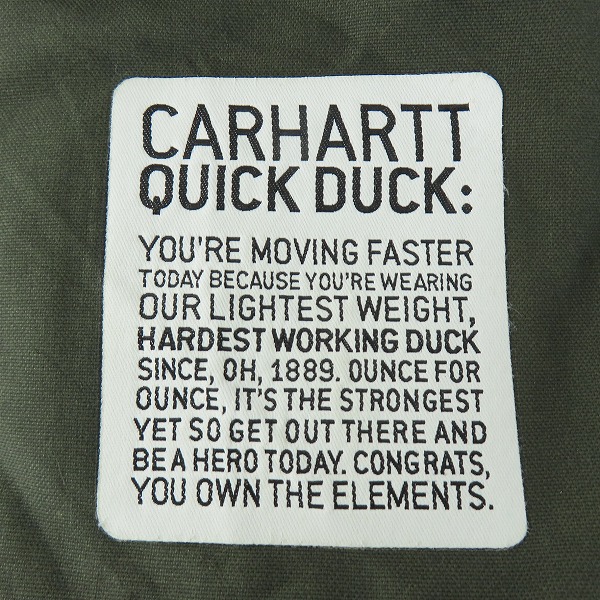 CARHARTT
QUICK DUCK:
YOU'RE MOVING FASTER
TODAY BECAUSE YOU'RE WEARING
OUR LIGHTEST WEIGHT,
HARDEST WORKING DUCK
SINCE, OH, 1889. OUNCE FOR
OUNCE, IT'S THE STRONGEST
YET SO GET OUT THERE AND
BE A HERO TODAY. CONGRATS,
YOU OWN THE ELEMENTS.